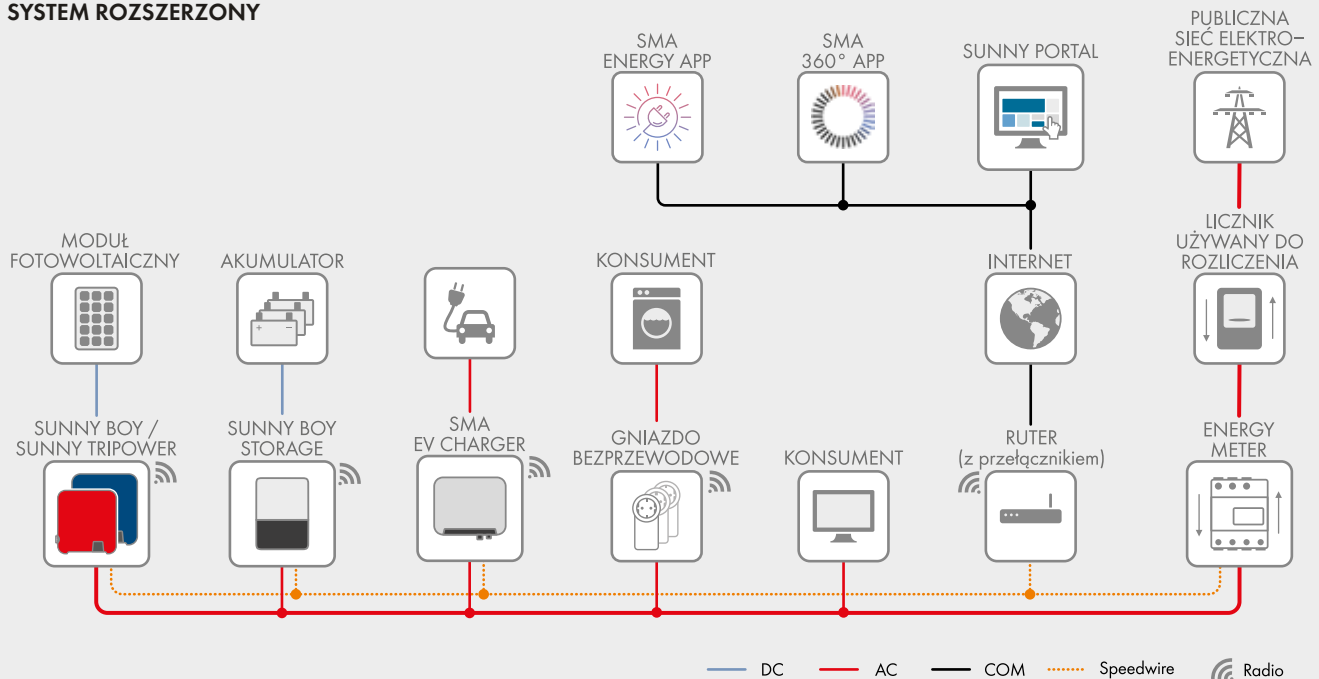 SYSTEM ROZSZERZONY
SMA
ENERGY APP
SMA
360° APP
SUNNY PORTAL
PUBLICZNA
SIEĆ ELEKTRO–
ENERGETYCZNA
MODUŁ
FOTOWOLTAICZNY
AKUMULATOR
KONSUMENT
INTERNET
LICZNIK
UŻYWANY DO
ROZLICZENIA
SUNNY BOY /
SUNNY TRIPOWER
SUNNY BOY
STORAGE
SMA
EV CHARGER
GNIAZDO
BEZPRZEWODOWE
KONSUMENT
RUTER
(z przełącznikiem)
ENERGY
METER
DC
AC
COM
Speedwire
Radio